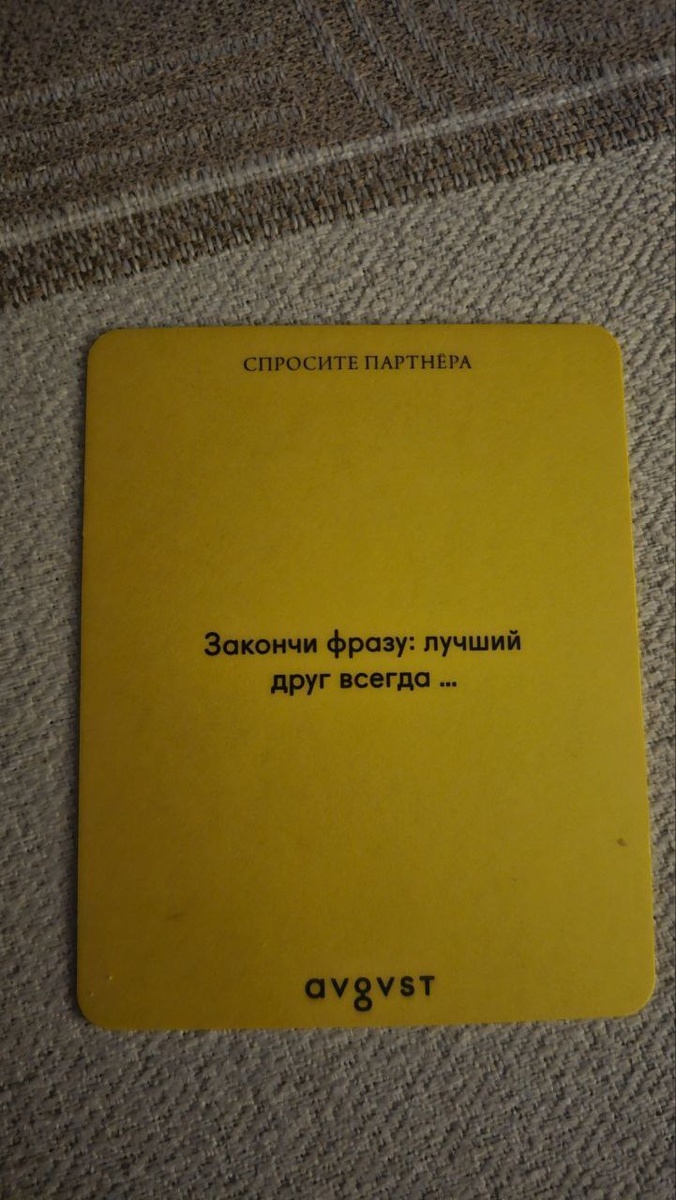 СПРОСИТЕ ПАРТНЁРА
Закончи фразу: лучший
друг всегда ...
avgvst